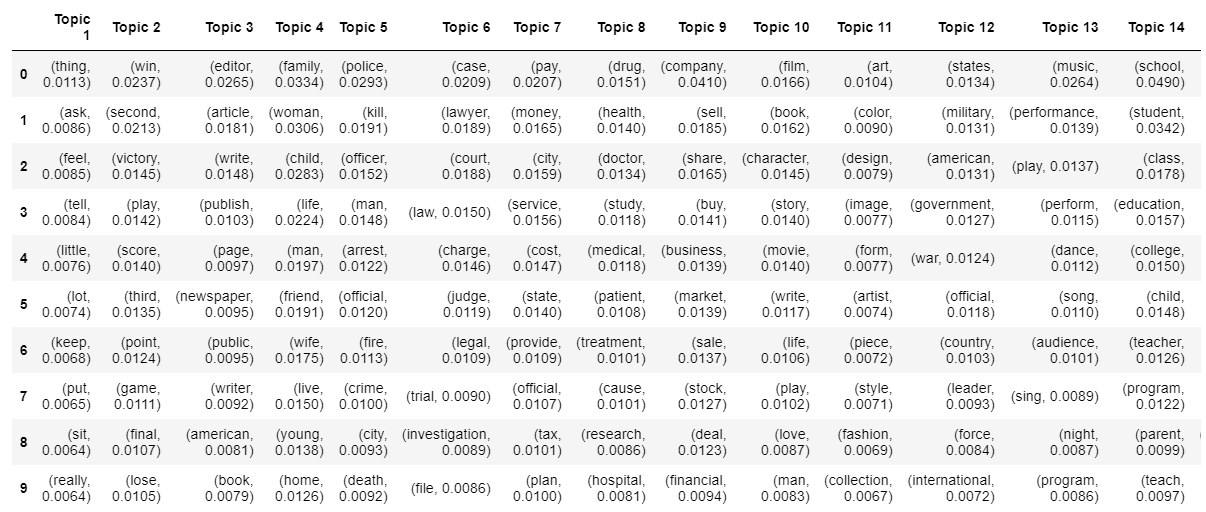 Topic 1 Topic 2 Topic 3 Topic 4 Topic 5 Topic 6 Topic 7 Topic 8 Topic 9 Topic 10 Topic 11 Topic 12 Topic 13 Topic 14
0 (thing, 0.0113) (win, 0.0237) (editor, 0.0265) (family, 0.0334) (police, 0.0293) (case, 0.0209) (pay, 0.0207) (drug, 0.0151) (company, 0.0410) (film, 0.0166) (art, 0.0104) (states, 0.0134) (music, 0.0264) (school, 0.0490)
1 (ask, 0.0086) (second, 0.0213) (article, 0.0181) (woman, 0.0306) (kill, 0.0191) (lawyer, 0.0189) (money, 0.0165) (health, 0.0140) (sell, 0.0185) (book, 0.0162) (color, 0.0090) (military, 0.0131) (performance, 0.0139) (student, 0.0342)
2 (feel, 0.0085) (victory, 0.0145) (write, 0.0148) (child, 0.0283) (officer, 0.0152) (court, 0.0188) (city, 0.0159) (doctor, 0.0134) (share, 0.0165) (character, 0.0145) (design, 0.0079) (american, 0.0131) (play, 0.0137) (class, 0.0178)
3 (tell, 0.0084) (play, 0.0142) (publish, 0.0103) (life, 0.0224) (man, 0.0148) (law, 0.0150) (service, 0.0156) (study, 0.0118) (buy, 0.0141) (story, 0.0140) (image, 0.0077) (government, 0.0127) (perform, 0.0115) (education, 0.0157)
4 (little, 0.0076) (score, 0.0140) (page, 0.0097) (man, 0.0197) (arrest, 0.0122) (charge, 0.0146) (cost, 0.0147) (medical, 0.0118) (business, 0.0139) (movie, 0.0140) (form, 0.0077) (war, 0.0124) (dance, 0.0112) (college, 0.0150)
5 (lot, 0.0074) (third, 0.0135) (newspaper, 0.0095) (friend, 0.0191) (official, 0.0120) (judge, 0.0119) (state, 0.0140) (patient, 0.0108) (market, 0.0139) (write, 0.0117) (artist, 0.0074) (official, 0.0118) (song, 0.0110) (child, 0.0148)
6 (keep, 0.0068) (point, 0.0124) (public, 0.0095) (wife, 0.0175) (fire, 0.0113) (legal, 0.0109) (provide, 0.0109) (treatment, 0.0101) (sale, 0.0137) (life, 0.0106) (piece, 0.0072) (country, 0.0103) (audience, 0.0101) (teacher, 0.0126)
7 (put, 0.0065) (game, 0.0111) (writer, 0.0092) (live, 0.0150) (crime, 0.0100) (trial, 0.0090) (official, 0.0107) (cause, 0.0101) (stock, 0.0127) (play, 0.0102) (style, 0.0071) (leader, 0.0093) (sing, 0.0089) (program, 0.0122)
8 (sit, 0.0064) (final, 0.0107) (american, 0.0081) (young, 0.0138) (city, 0.0093) (investigation, 0.0089) (tax, 0.0101) (research, 0.0086) (deal, 0.0123) (love, 0.0087) (fashion, 0.0069) (force, 0.0084) (night, 0.0087) (parent, 0.0099)
9 (really, 0.0064) (lose, 0.0105) (book, 0.0079) (home, 0.0126) (death, 0.0092) (file, 0.0086) (plan, 0.0100) (hospital, 0.0081) (financial, 0.0094) (man, 0.0083) (collection, 0.0067) (international, 0.0072) (program, 0.0086) (teach, 0.0097)